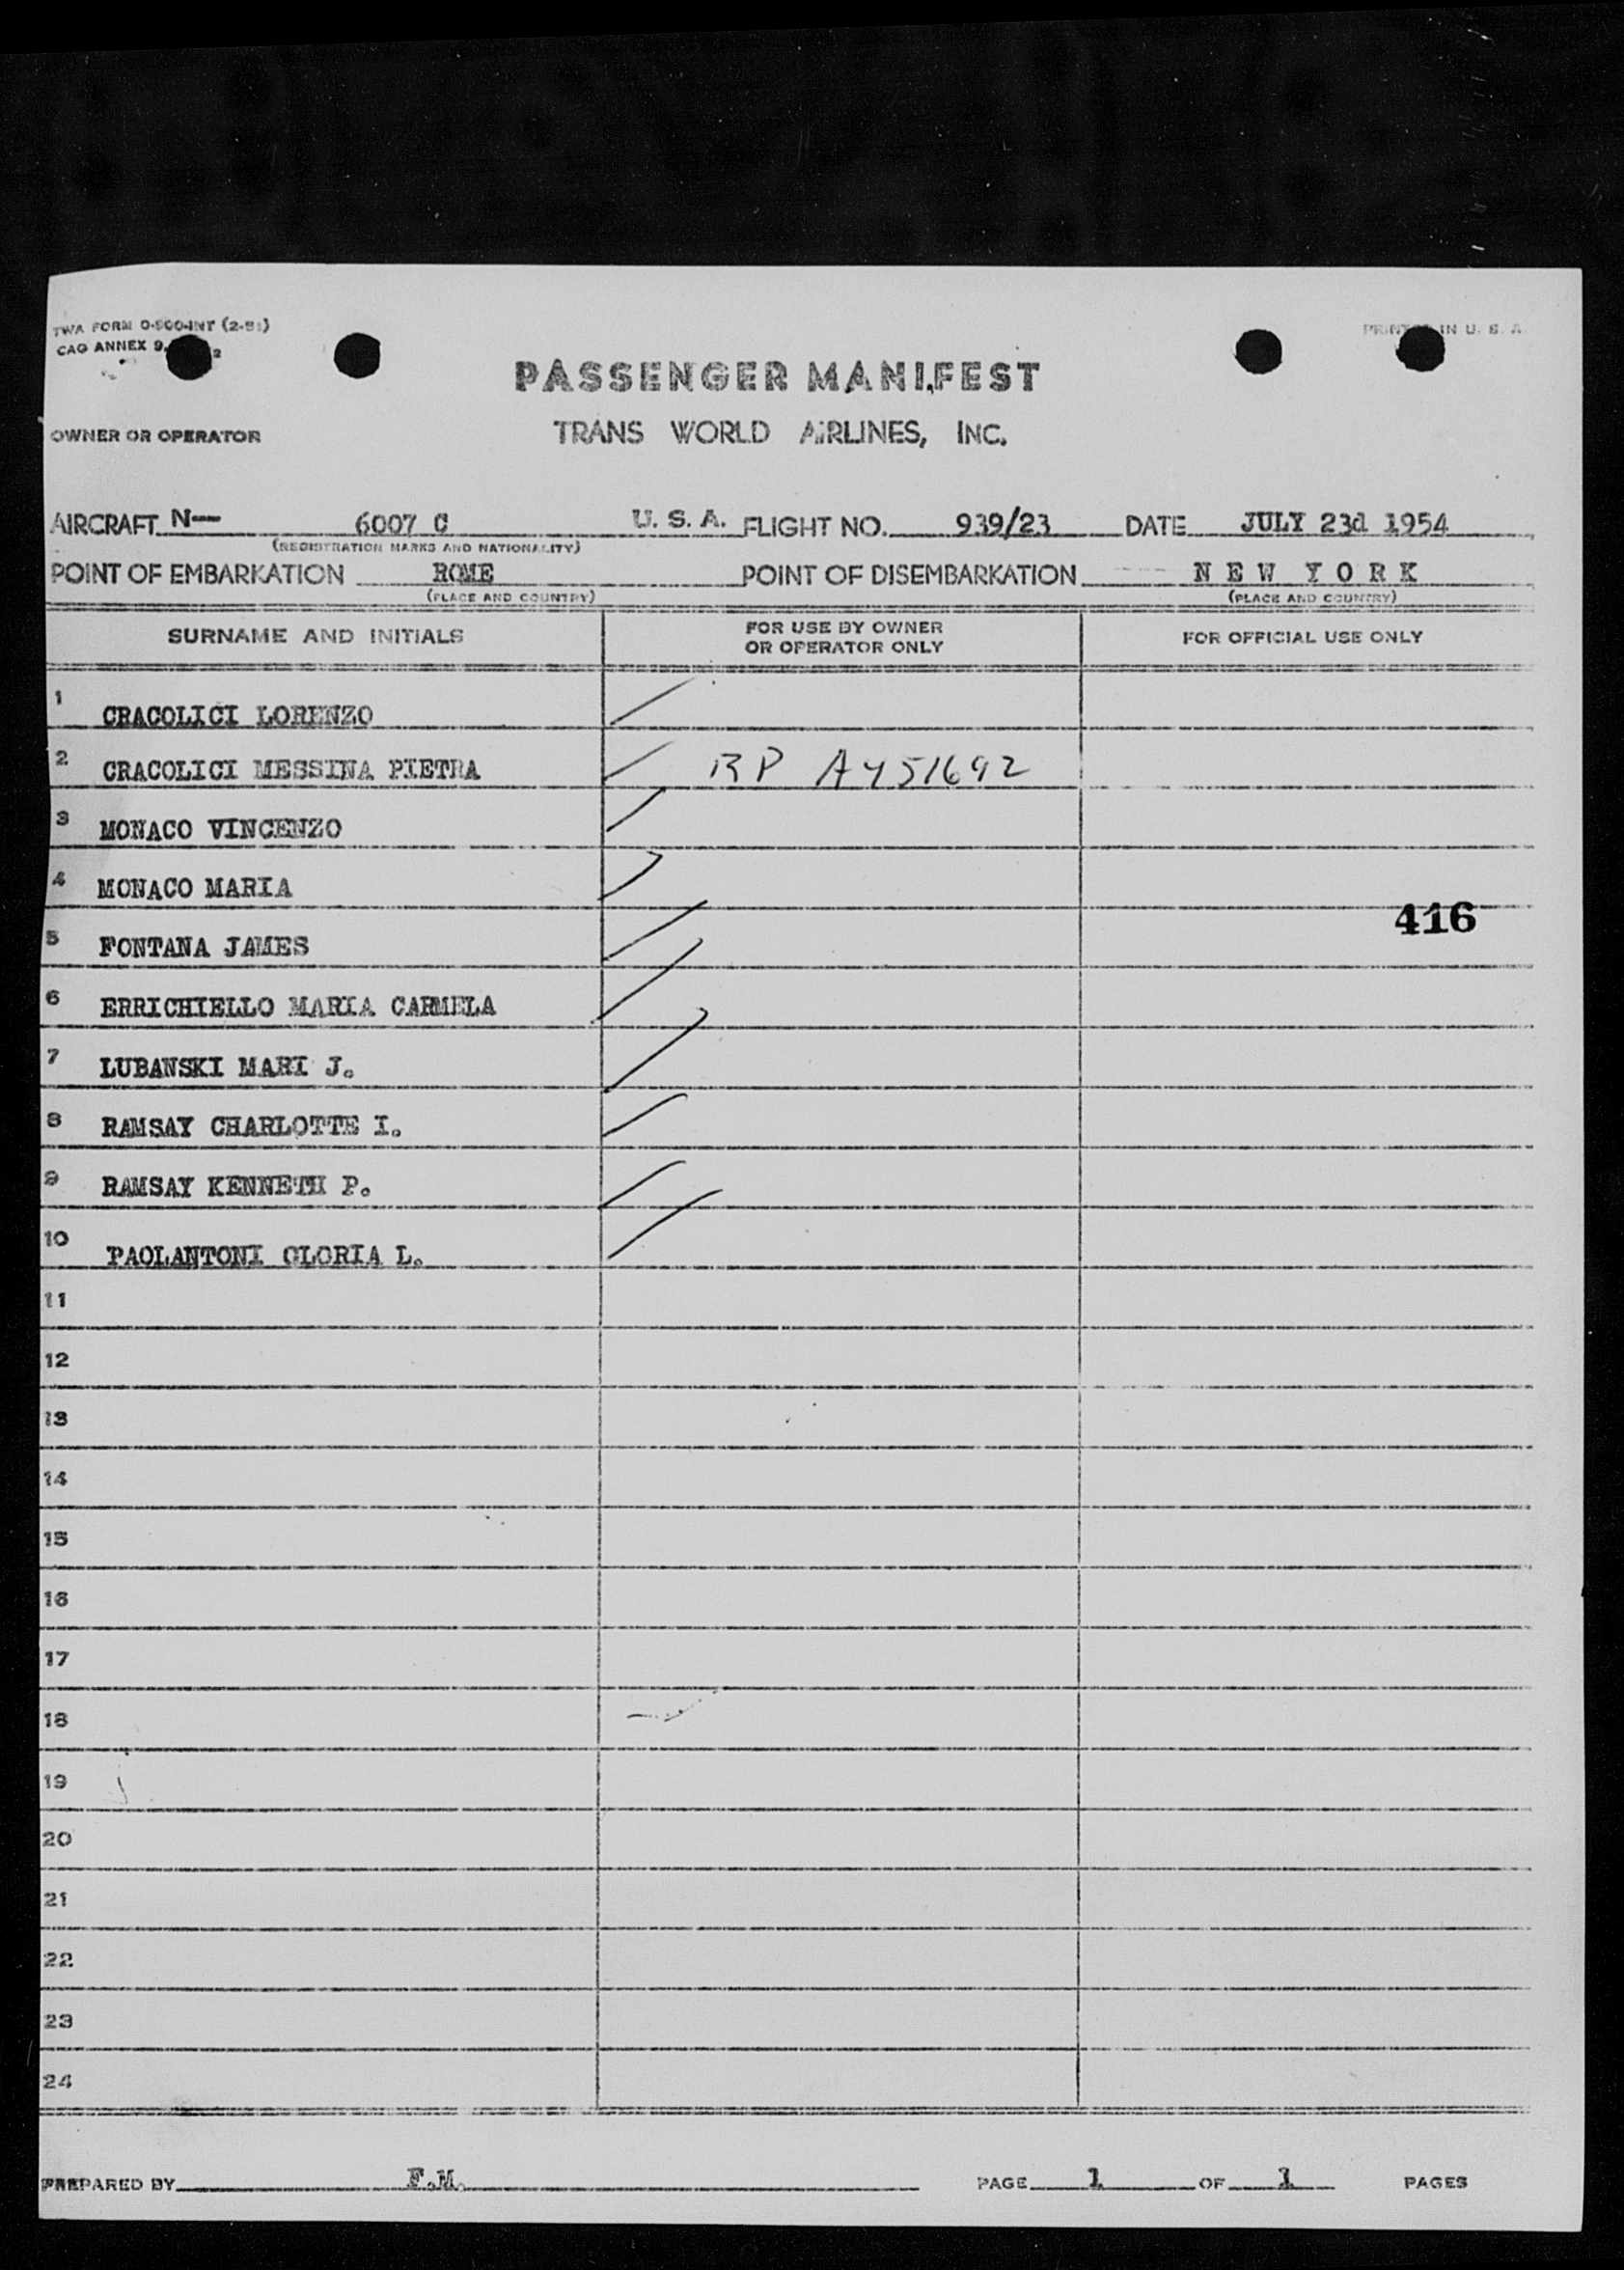 TWA FORM O-500-INT (2-51)
CAO ANNEX 9, 2
PRINTED IN U. S. A.
PASSENGER MANIFEST
OWNER OR OPERATOR TRANS WORLD AIRLINES, INC.
AIRCRAFT N— 6007 C U. S. A. FLIGHT NO. 939/23 DATE JULY 23d 1954
(REGISTRATION MARKS AND NATIONALITY)
POINT OF EMBARKATION ROME POINT OF DISEMBARKATION N E W Y O R K
(PLACE AND COUNTRY) (PLACE AND COUNTRY)
SURNAME AND INITIALS FOR USE BY OWNER OR OPERATOR ONLY FOR OFFICIAL USE ONLY
1 CRACOLICI LORENZO
2 CRACOLICI MESSINA PIETRA RP AY51692
3 MONACO VINCENZO
4 MONACO MARIA
416
5 FONTANA JAMES
6 ERRICHIELLO MARIA CARMELA
7 LUBANSKI MARI J.
8 RAMSAY CHARLOTTE I.
9 RAMSAY KENNETH P.
10 PAOLANTONI GLORIA L.
11
12
13
14
15
16
17
18
19
20
21
22
23
24
PREPARED BY F.M. PAGE 1 OF 1 PAGES